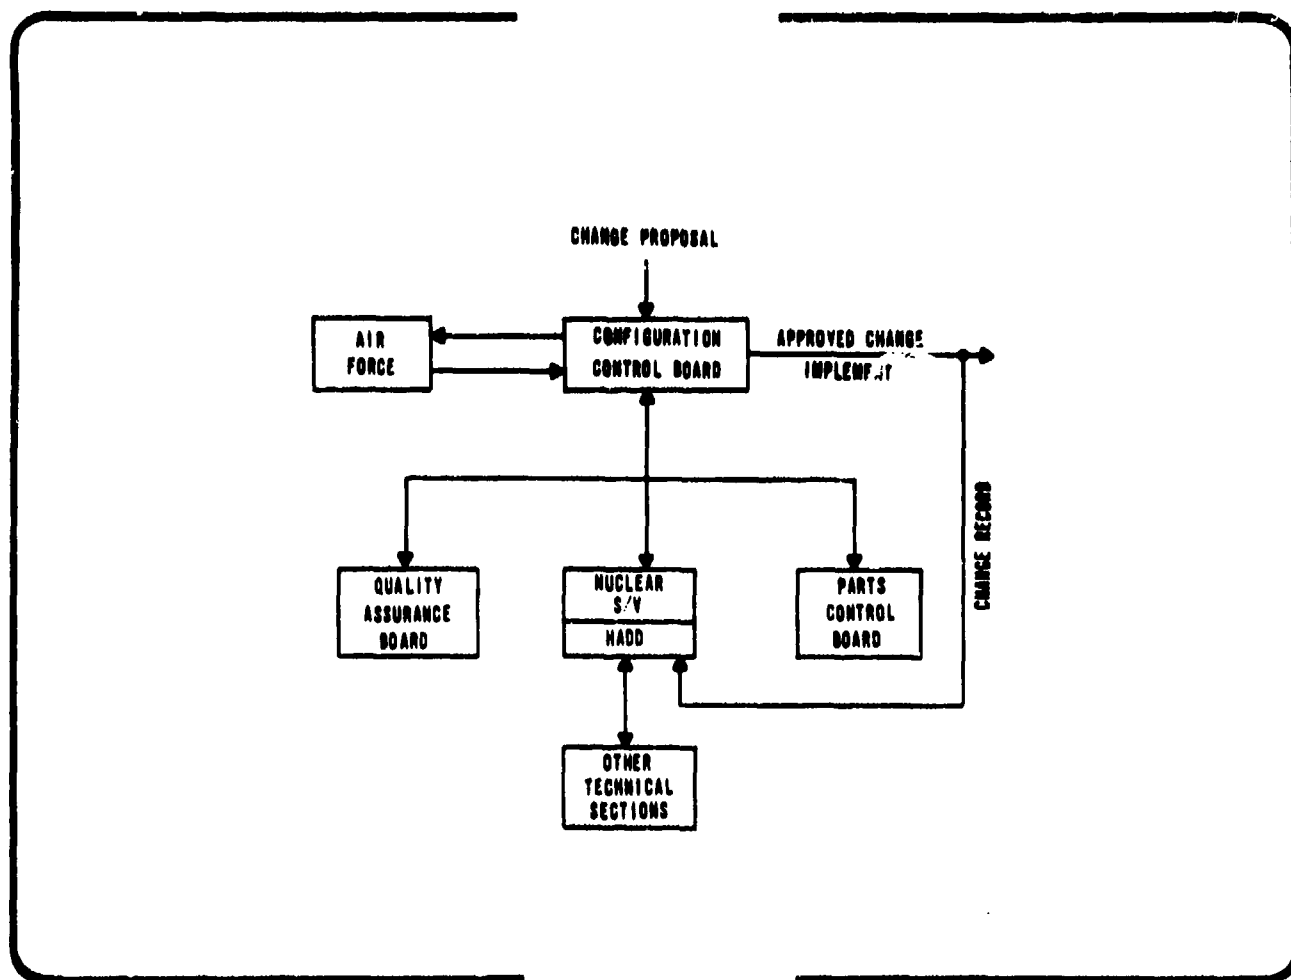 CHANGE PROPOSAL
AIR
FORCE
CONFIGURATION
CONTROL BOARD
APPROVED CHANGE
IMPLEMENT
CHANGE RECORD
QUALITY
ASSURANCE
BOARD
NUCLEAR
S/V
HADD
PARTS
CONTROL
BOARD
OTHER
TECHNICAL
SECTIONS